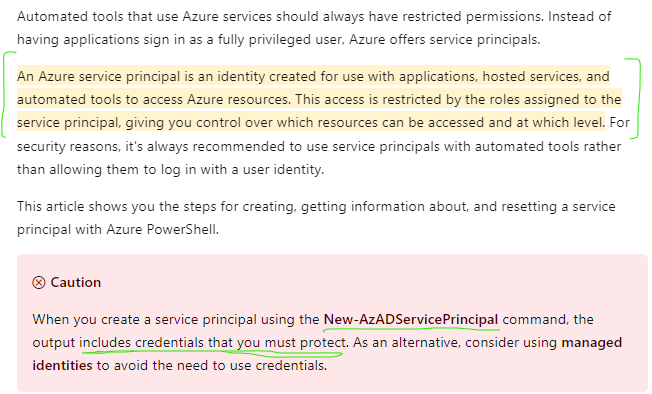 Automated tools that use Azure services should always have restricted permissions. Instead of
having applications sign in as a fully privileged user, Azure offers service principals.
An Azure service principal is an identity created for use with applications, hosted services, and
automated tools to access Azure resources. This access is restricted by the roles assigned to the
service principal, giving you control over which resources can be accessed and at which level. For
security reasons, it's always recommended to use service principals with automated tools rather
than allowing them to log in with a user identity.
This article shows you the steps for creating, getting information about, and resetting a service
principal with Azure PowerShell.
Caution
When you create a service principal using the New-AzADServicePrincipal command, the
output includes credentials that you must protect. As an alternative, consider using managed
identities to avoid the need to use credentials.